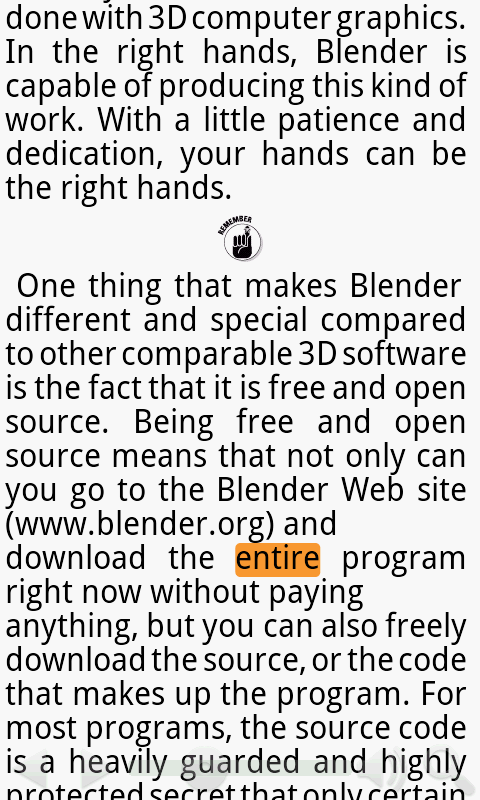 done with 3D computer graphics.
In the right hands, Blender is
capable of producing this kind of
work. With a little patience and
dedication, your hands can be
the right hands.
REMEMBER
One thing that makes Blender
different and special compared
to other comparable 3D software
is the fact that it is free and open
source. Being free and open
source means that not only can
you go to the Blender Web site
(www.blender.org) and
download the entire program
right now without paying
anything, but you can also freely
download the source, or the code
that makes up the program. For
most programs, the source code
is a heavily guarded and highly
protected secret that only certain